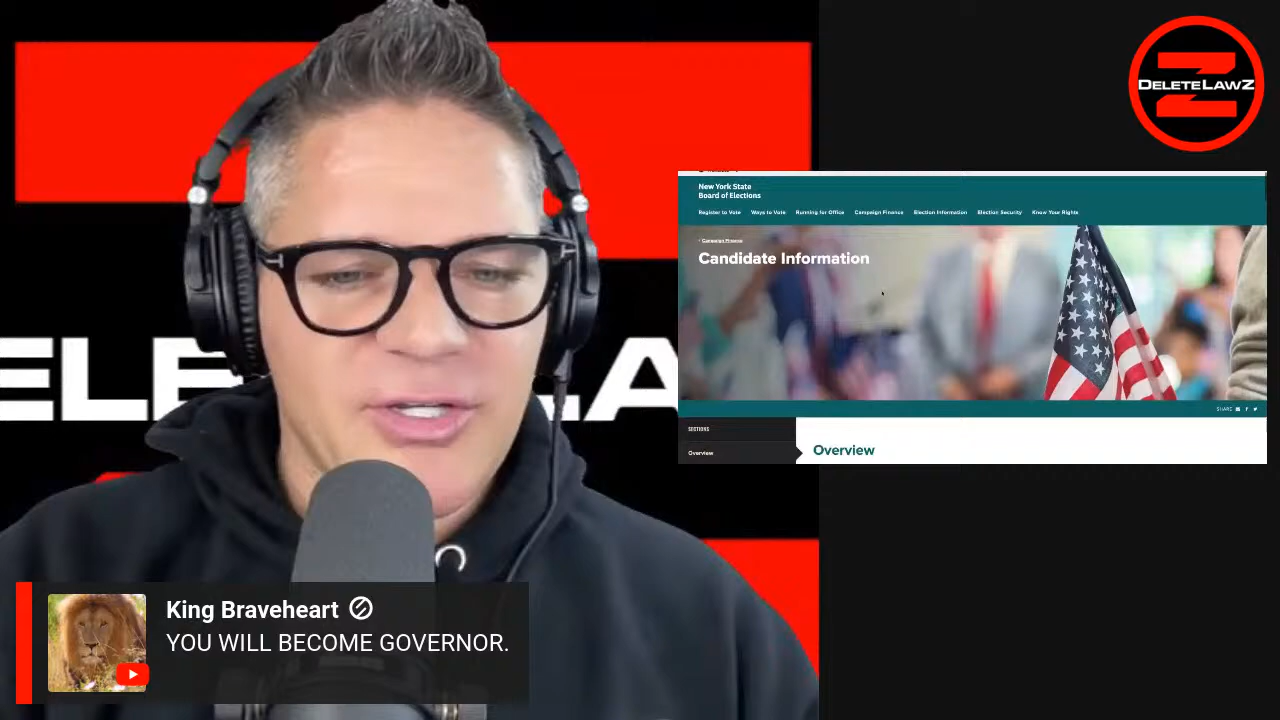 DELETELAWZ
New York State
Board of Elections
Register to Vote Ways to Vote Running for Office Campaign Finance Election Information Election Security Know Your Rights
Campaign Finance
Candidate Information
SHARE
SECTIONS
Overview
Overview
ELE LA
King Braveheart
YOU WILL BECOME GOVERNOR.